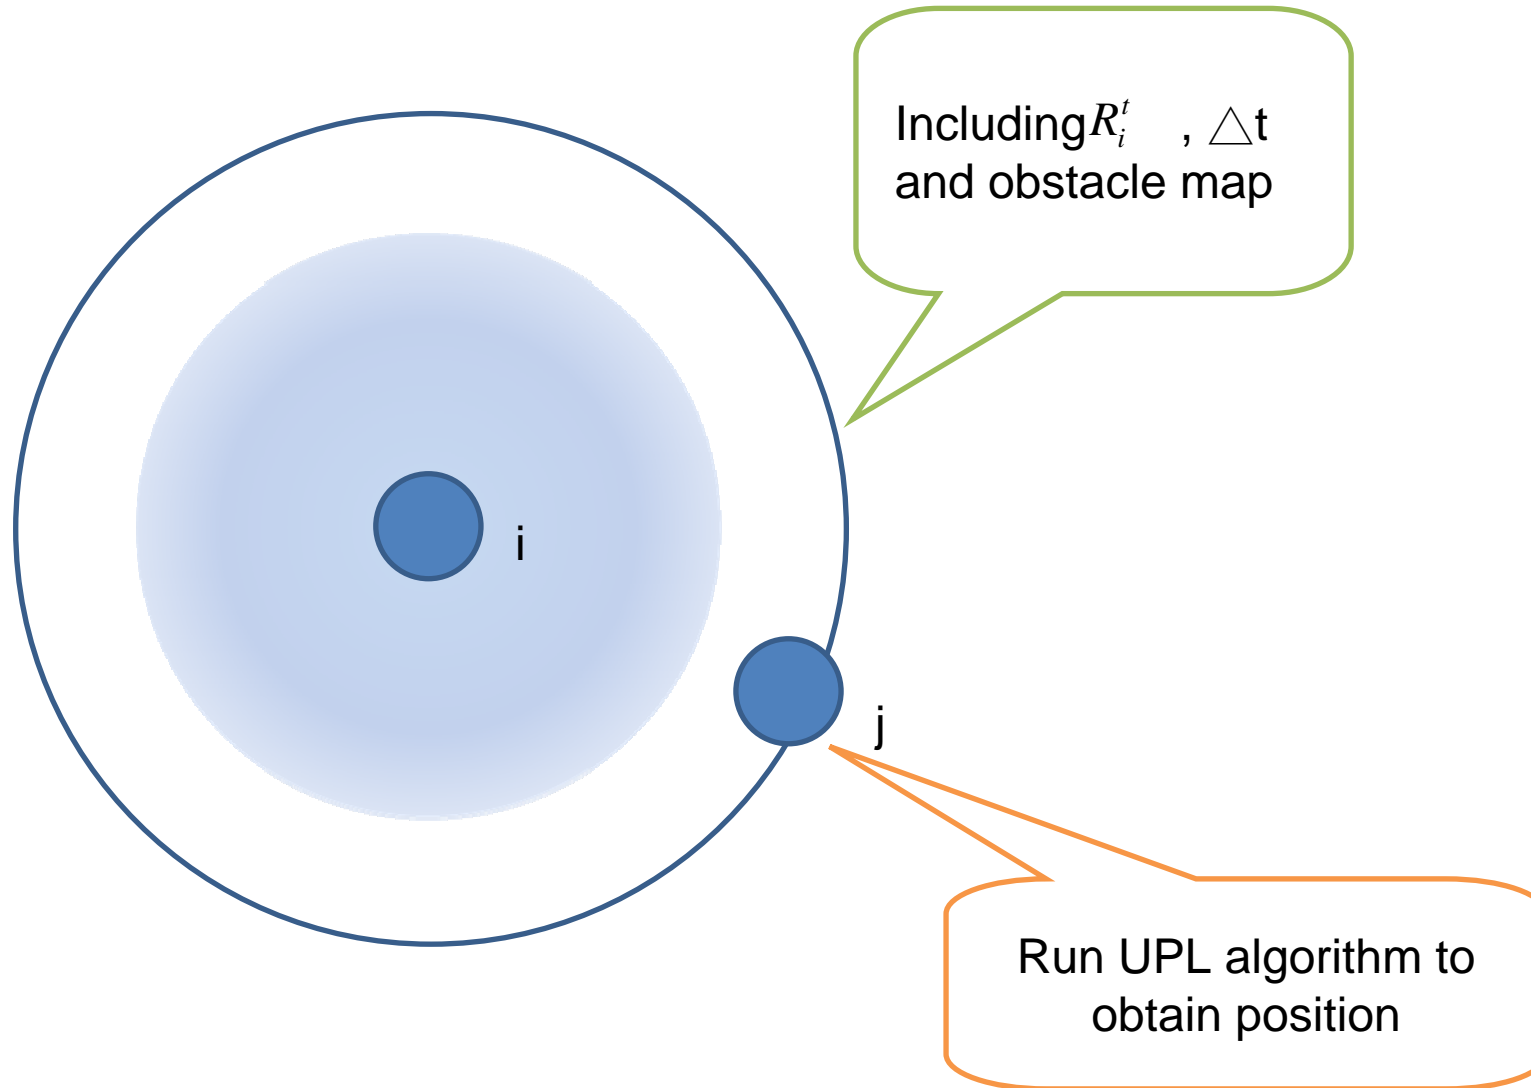 Including R_i^t , △t
and obstacle map
i
j
Run UPL algorithm to
obtain position